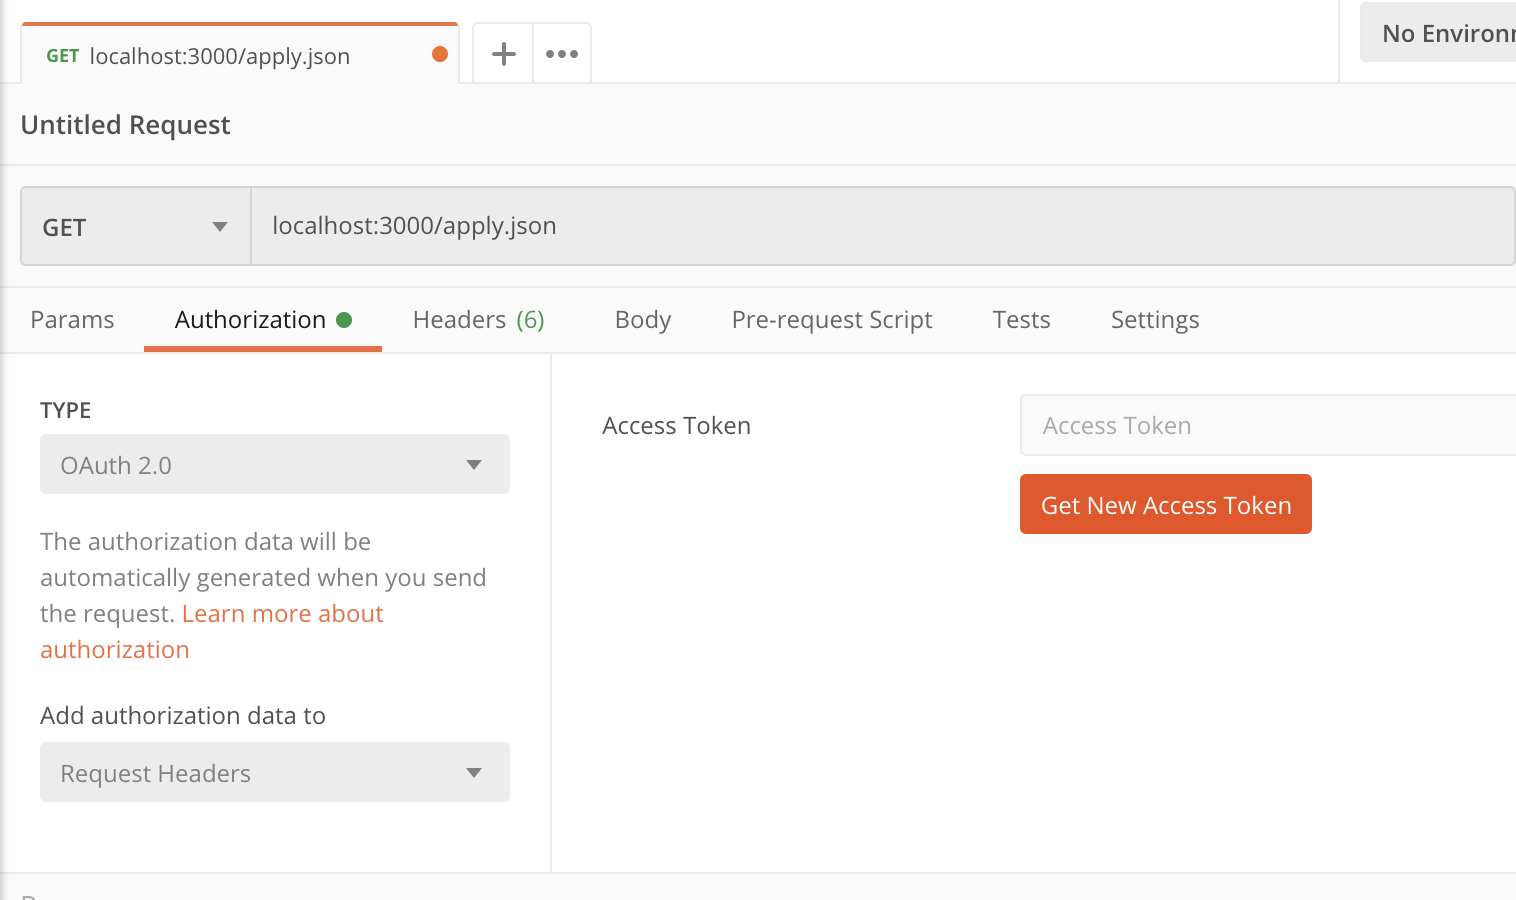 GET localhost:3000/apply.json
No Environ
Untitled Request
GET localhost:3000/apply.json
Params Authorization Headers (6) Body Pre-request Script Tests Settings
TYPE
OAuth 2.0
The authorization data will be
automatically generated when you send
the request. Learn more about
authorization
Add authorization data to
Request Headers
Access Token Access Token
Get New Access Token